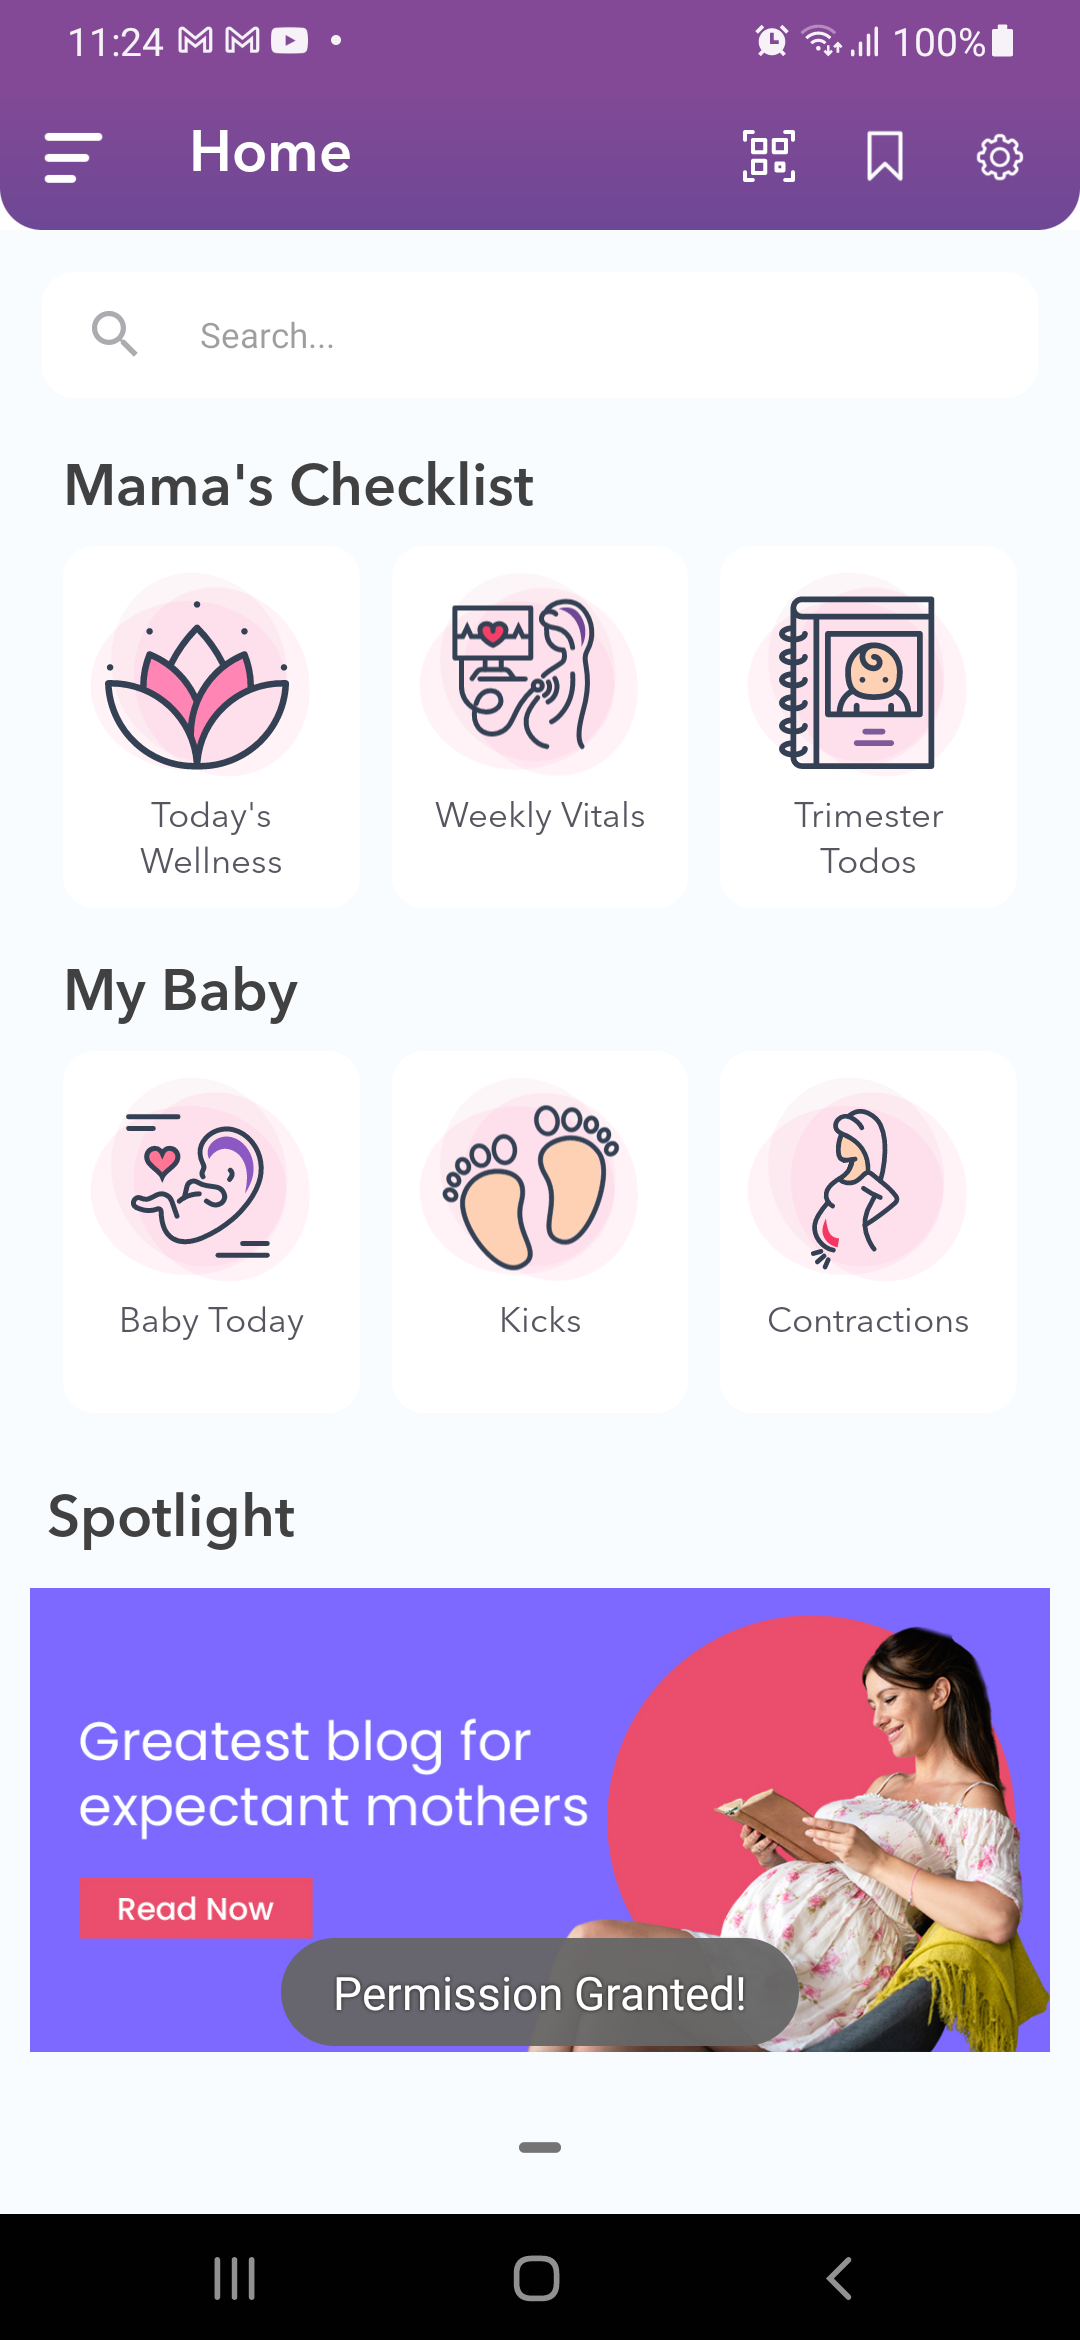 11:24
100%
Home
Search...
Mama's Checklist
Today's
Wellness
Weekly Vitals
Trimester
Todos
My Baby
Baby Today
Kicks
Contractions
Spotlight
Greatest blog for
expectant mothers
Read Now
Permission Granted!